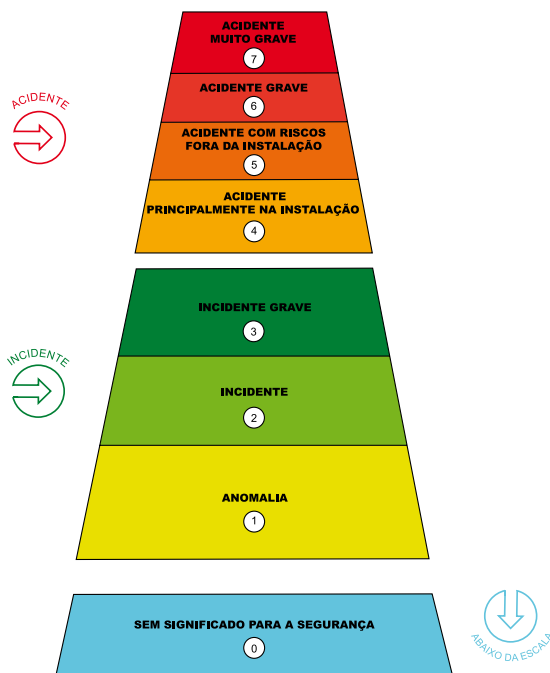 ACIDENTE
MUITO GRAVE
7
ACIDENTE GRAVE
6
ACIDENTE
ACIDENTE COM RISCOS
FORA DA INSTALAÇÃO
5
ACIDENTE
PRINCIPALMENTE NA INSTALAÇÃO
4
INCIDENTE GRAVE
3
INCIDENTE
INCIDENTE
2
ANOMALIA
1
SEM SIGNIFICADO PARA A SEGURANÇA
0
ABAIXO DA ESCALA